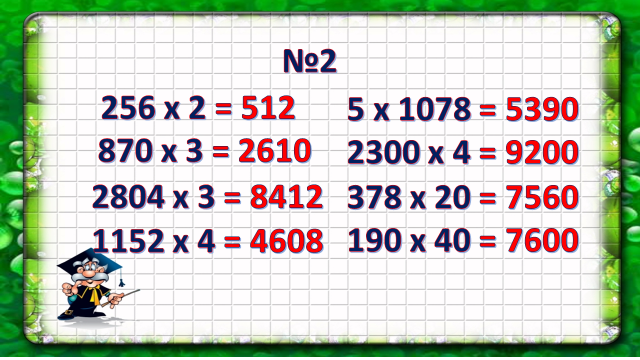 №2
256 x 2 = 512
870 x 3 = 2610
2804 x 3 = 8412
1152 x 4 = 4608
5 x 1078 = 5390
2300 x 4 = 9200
378 x 20 = 7560
190 x 40 = 7600